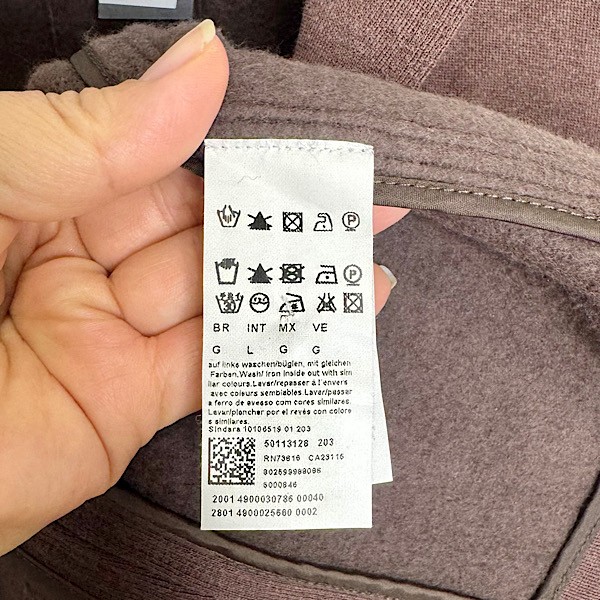 P
P
30
BR INT MX VE
G L G G
auf links waschen/bügeln, mit gleichen
Farben.Wash/ iron inside out with sim
ilar colours.Lavar/repasser à l'envers
avec couleurs semblables.Lavar/passar
a ferro de avesso com cores similares.
Lavar/planchar por el revés con colore
s similares.
Sindara 10106519 01 203
50113128 203
RN73616 CA23115
5000846
2001 4900030786 00040
2801 4900025660 0002